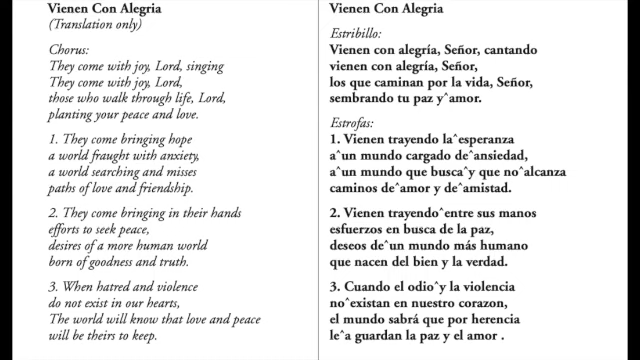 Vienen Con Alegria
(Translation only)
Chorus:
They come with joy, Lord, singing
They come with joy, Lord,
those who walk through life, Lord,
planting your peace and love.
1. They come bringing hope
a world fraught with anxiety,
a world searching and misses
paths of love and friendship.
2. They come bringing in their hands
efforts to seek peace,
desires of a more human world
born of goodness and truth.
3. When hatred and violence
do not exist in our hearts,
The world will know that love and peace
will be theirs to keep.
Vienen Con Alegria
Estribillo:
Vienen con alegría, Señor, cantando
vienen con alegría, Señor,
los que caminan por la vida, Señor,
sembrando tu paz y^amor.
Estrofas:
1. Vienen trayendo la^esperanza
a^un mundo cargado de^ansiedad,
a^un mundo que busca^y que no^alcanza
caminos de^amor y de^amistad.
2. Vienen trayendo^entre sus manos
esfuerzos en busca de la paz,
deseos de^un mundo más humano
que nacen del bien y la verdad.
3. Cuando el odio^y la violencia
no^existan en nuestro corazon,
el mundo sabrá que por herencia
le^a guardan la paz y el amor .